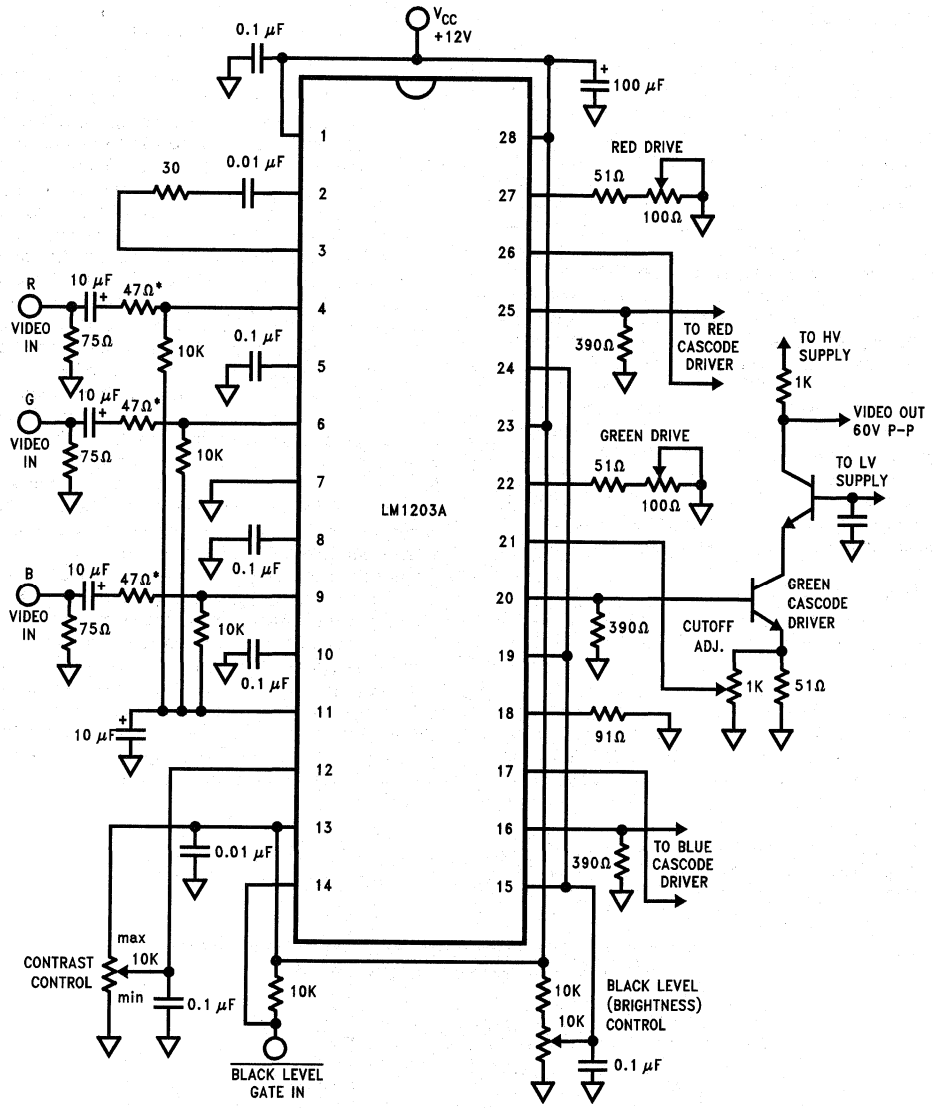 V_CC
+12V
0.1 μF
+
100 μF
1
28
RED DRIVE
30
0.01 μF
2
27
51Ω
100Ω
3
26
R
VIDEO
IN
10 μF
+
47Ω*
75Ω
10K
4
25
390Ω
TO RED
CASCODE
DRIVER
0.1 μF
5
24
TO HV
SUPPLY
1K
VIDEO OUT
60V P-P
G
VIDEO
IN
10 μF
+
47Ω*
75Ω
10K
6
23
GREEN DRIVE
51Ω
100Ω
TO LV
SUPPLY
7
22
LM1203A
8
0.1 μF
21
B
VIDEO
IN
10 μF
+
47Ω*
75Ω
10K
9
20
390Ω
GREEN
CASCODE
DRIVER
CUTOFF
ADJ.
1K
51Ω
10
0.1 μF
19
+
10 μF
11
18
91Ω
12
17
13
0.01 μF
16
390Ω
TO BLUE
CASCODE
DRIVER
14
15
CONTRAST
CONTROL
max
10K
min
0.1 μF
10K
BLACK LEVEL
GATE IN
10K
10K
BLACK LEVEL
(BRIGHTNESS)
CONTROL
0.1 μF